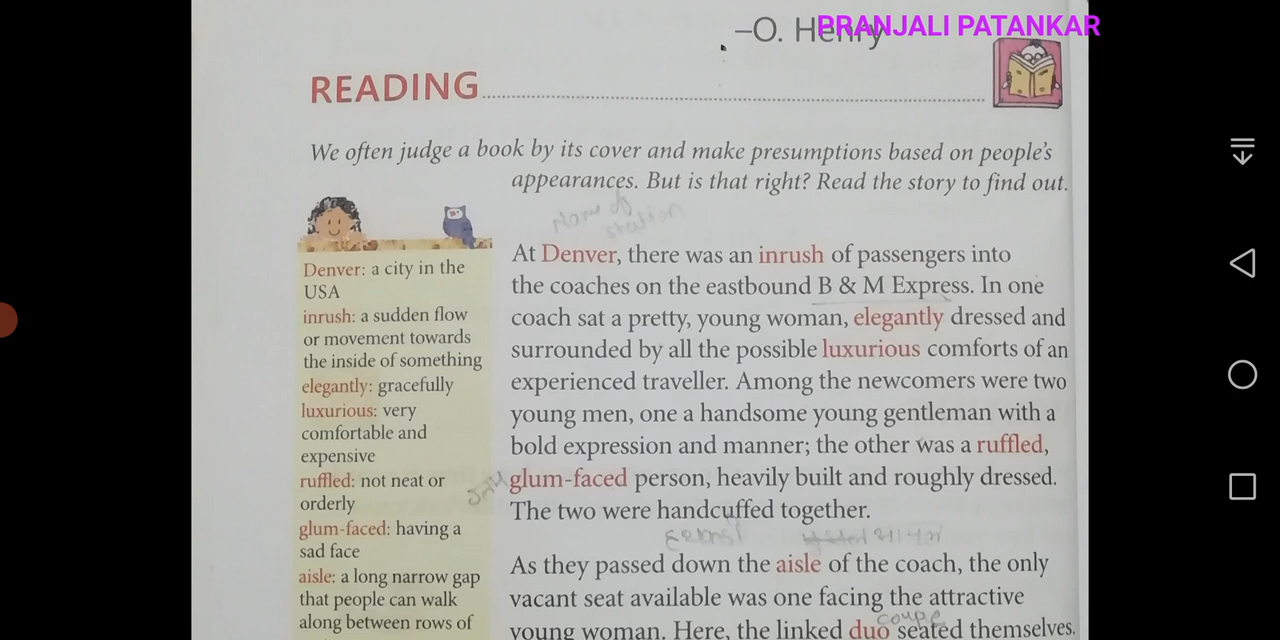 –O. Henry
PRANJALI PATANKAR
READING
We often judge a book by its cover and make presumptions based on people's
appearances. But is that right? Read the story to find out.
Name of
station
Denver: a city in the
USA
inrush: a sudden flow
or movement towards
the inside of something
elegantly: gracefully
luxurious: very
comfortable and
expensive
ruffled: not neat or
orderly
glum-faced: having a
sad face
aisle: a long narrow gap
that people can walk
along between rows of
At Denver, there was an inrush of passengers into
the coaches on the eastbound B & M Express. In one
coach sat a pretty, young woman, elegantly dressed and
surrounded by all the possible luxurious comforts of an
experienced traveller. Among the newcomers were two
young men, one a handsome young gentleman with a
bold expression and manner; the other was a ruffled,
glum-faced person, heavily built and roughly dressed.
The two were handcuffed together.
As they passed down the aisle of the coach, the only
vacant seat available was one facing the attractive
couple
young woman. Here, the linked duo seated themselves.